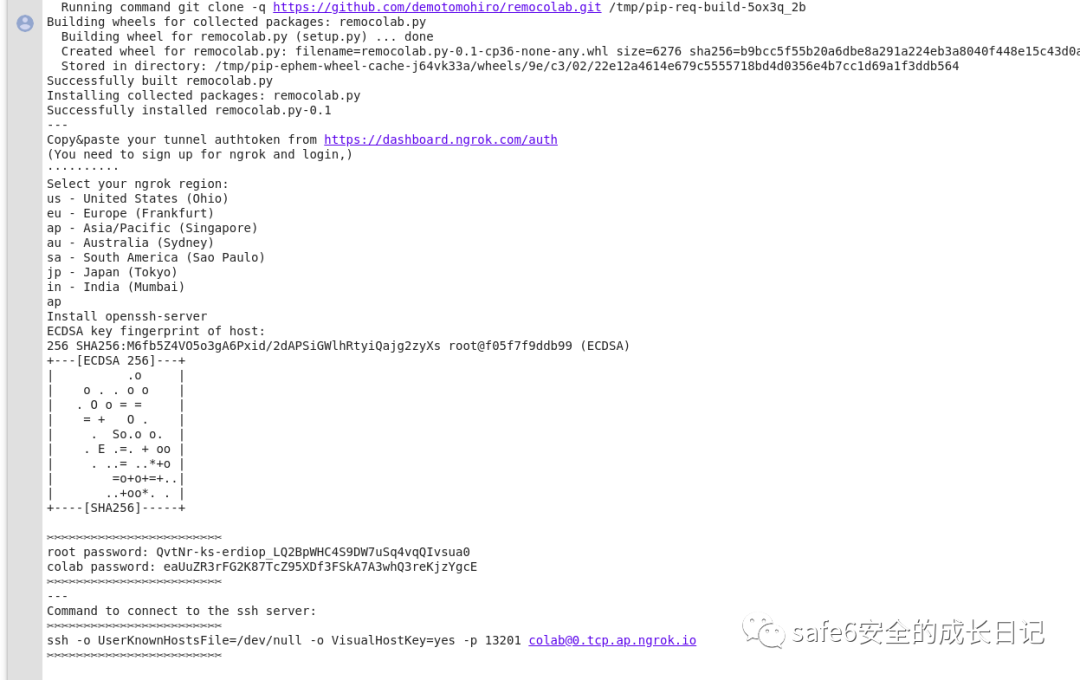 Running command git clone -q https://github.com/demotomohiro/remocolab.git /tmp/pip-req-build-5ox3q_2b
Building wheels for collected packages: remocolab.py
Building wheel for remocolab.py (setup.py) ... done
Created wheel for remocolab.py: filename=remocolab.py-0.1-cp36-none-any.whl size=6276 sha256=b9bcc5f55b20a6dbe8a291a224eb3a8040f448e15c43d0a
Stored in directory: /tmp/pip-ephem-wheel-cache-j64vk33a/wheels/9e/c3/02/22e12a4614e679c5555718bd4d0356e4b7cc1d69a1f3ddb564
Successfully built remocolab.py
Installing collected packages: remocolab.py
Successfully installed remocolab.py-0.1
---
Copy&paste your tunnel authtoken from https://dashboard.ngrok.com/auth
(You need to sign up for ngrok and login,)
··········
Select your ngrok region:
us - United States (Ohio)
eu - Europe (Frankfurt)
ap - Asia/Pacific (Singapore)
au - Australia (Sydney)
sa - South America (Sao Paulo)
jp - Japan (Tokyo)
in - India (Mumbai)
ap
Install openssh-server
ECDSA key fingerprint of host:
256 SHA256:M6fb5Z4VO5o3gA6Pxid/2dAPSiGWlhRtyiQajg2zyXs root@f05f7f9ddb99 (ECDSA)
+---[ECDSA 256]---+
|          .o     |
|    o . . o o    |
|   . O o = =     |
|    = +   O .    |
|     .  So.o o.  |
|    . E .=. + oo |
|     . ..= ..*+o |
|        =o+o+=+..|
|       ..+oo*. . |
+----[SHA256]-----+
✂✂✂✂✂✂✂✂✂✂✂✂✂✂✂✂✂✂✂✂✂✂✂✂
root password: QvtNr-ks-erdiop_LQ2BpWHC4S9DW7uSq4vqQIvsua0
colab password: eaUuZR3rFG2K87TcZ95XDf3FSkA7A3whQ3reKjzYgcE
✂✂✂✂✂✂✂✂✂✂✂✂✂✂✂✂✂✂✂✂✂✂✂✂
---
Command to connect to the ssh server:
✂✂✂✂✂✂✂✂✂✂✂✂✂✂✂✂✂✂✂✂✂✂✂✂
ssh -o UserKnownHostsFile=/dev/null -o VisualHostKey=yes -p 13201 colab@0.tcp.ap.ngrok.io
✂✂✂✂✂✂✂✂✂✂✂✂✂✂✂✂✂✂✂✂✂✂✂✂
safe6安全的成长日记